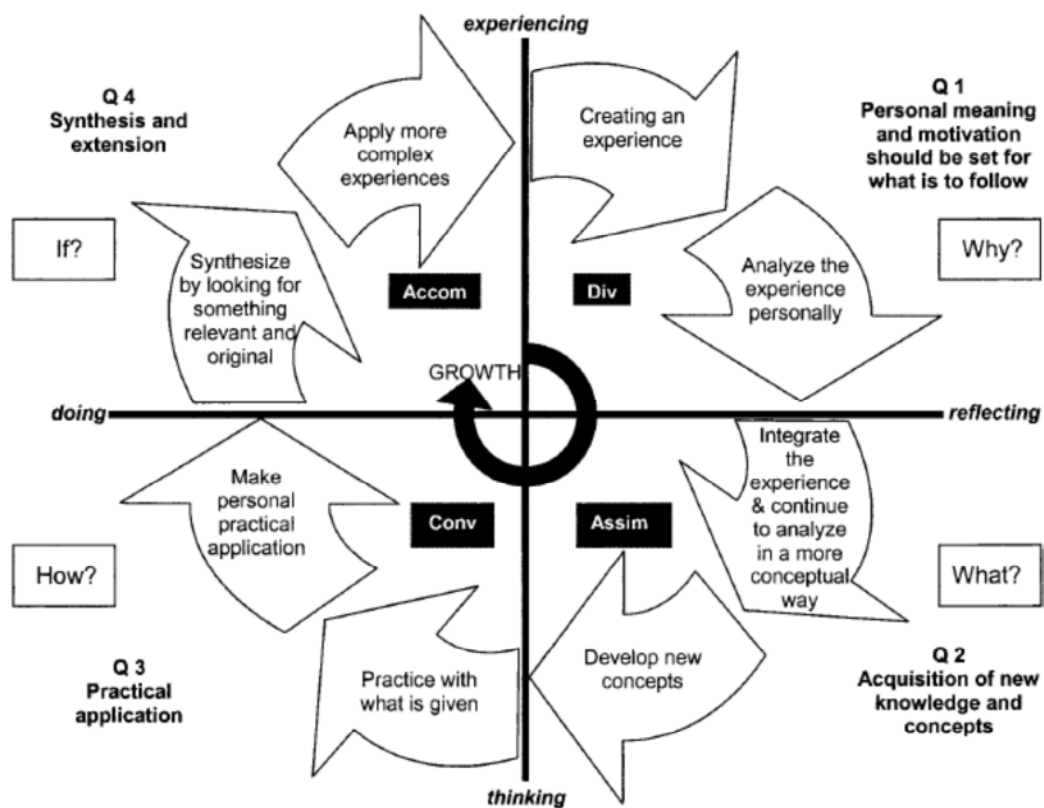 experiencing
Q 4
Synthesis and
extension
Apply more
complex
experiences
Creating an
experience
Q 1
Personal meaning
and motivation
should be set for
what is to follow
If?
Synthesize
by looking for
something
relevant and
original
Accom
Div
Analyze the
experience
personally
Why?
GROWTH
doing
reflecting
Make
personal
practical
application
Conv
Assim
Integrate
the
experience
& continue
to analyze
in a more
conceptual
way
How?
What?
Q 3
Practical
application
Practice with
what is given
Develop new
concepts
Q 2
Acquisition of new
knowledge and
concepts
thinking